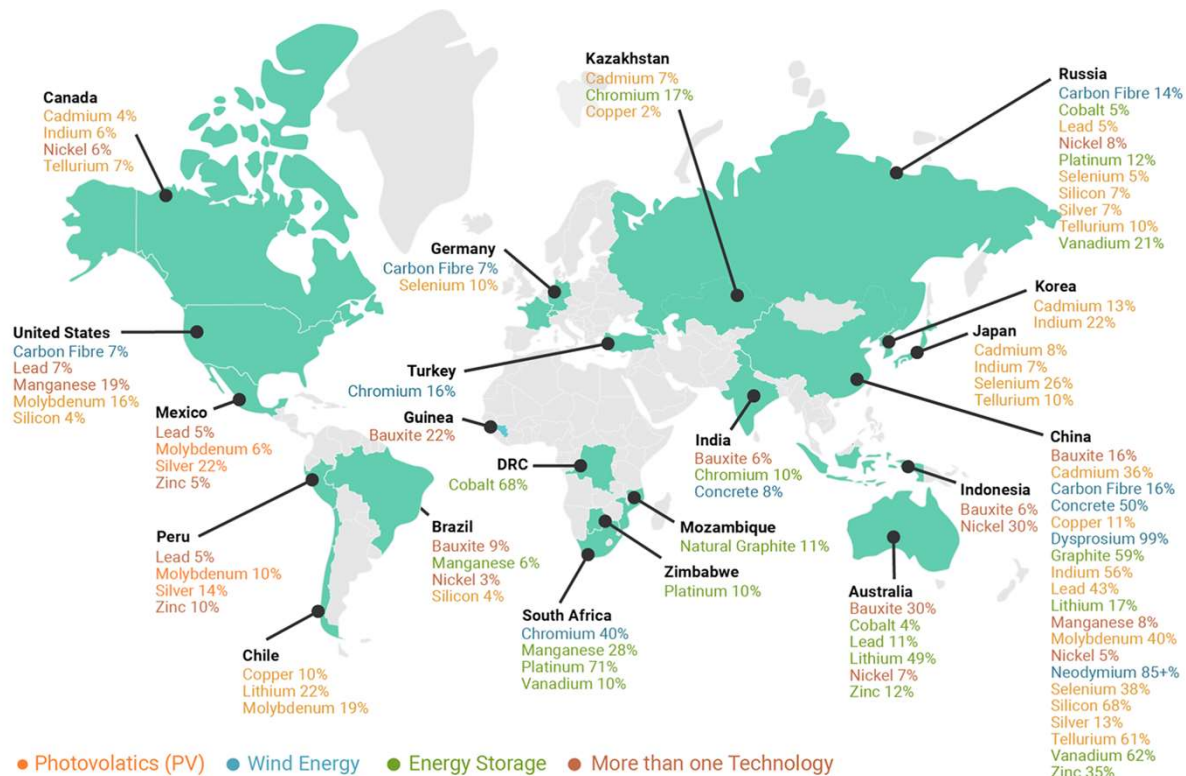 Canada
Cadmium 4%
Indium 6%
Nickel 6%
Tellurium 7%
Kazakhstan
Cadmium 7%
Chromium 17%
Copper 2%
Russia
Carbon Fibre 14%
Cobalt 5%
Lead 5%
Nickel 8%
Platinum 12%
Selenium 5%
Silicon 7%
Silver 7%
Tellurium 10%
Vanadium 21%
Germany
Carbon Fibre 7%
Selenium 10%
Korea
Cadmium 13%
Indium 22%
United States
Carbon Fibre 7%
Lead 7%
Manganese 19%
Molybdenum 16%
Silicon 4%
Japan
Cadmium 8%
Indium 7%
Selenium 26%
Tellurium 10%
Turkey
Chromium 16%
Mexico
Lead 5%
Molybdenum 6%
Silver 22%
Zinc 5%
Guinea
Bauxite 22%
India
Bauxite 6%
Chromium 10%
Concrete 8%
DRC
Cobalt 68%
Indonesia
Bauxite 6%
Nickel 30%
China
Bauxite 16%
Cadmium 36%
Carbon Fibre 16%
Concrete 50%
Copper 11%
Dysprosium 99%
Graphite 59%
Indium 56%
Lead 43%
Lithium 17%
Manganese 8%
Molybdenum 40%
Nickel 5%
Neodymium 85+%
Selenium 38%
Silicon 68%
Silver 13%
Tellurium 61%
Vanadium 62%
Zinc 35%
Peru
Lead 5%
Molybdenum 10%
Silver 14%
Zinc 10%
Brazil
Bauxite 9%
Manganese 6%
Nickel 3%
Silicon 4%
Mozambique
Natural Graphite 11%
Zimbabwe
Platinum 10%
South Africa
Chromium 40%
Manganese 28%
Platinum 71%
Vanadium 10%
Australia
Bauxite 30%
Cobalt 4%
Lead 11%
Lithium 49%
Nickel 7%
Zinc 12%
Chile
Copper 10%
Lithium 22%
Molybdenum 19%
Photovolatics (PV)
Wind Energy
Energy Storage
More than one Technology